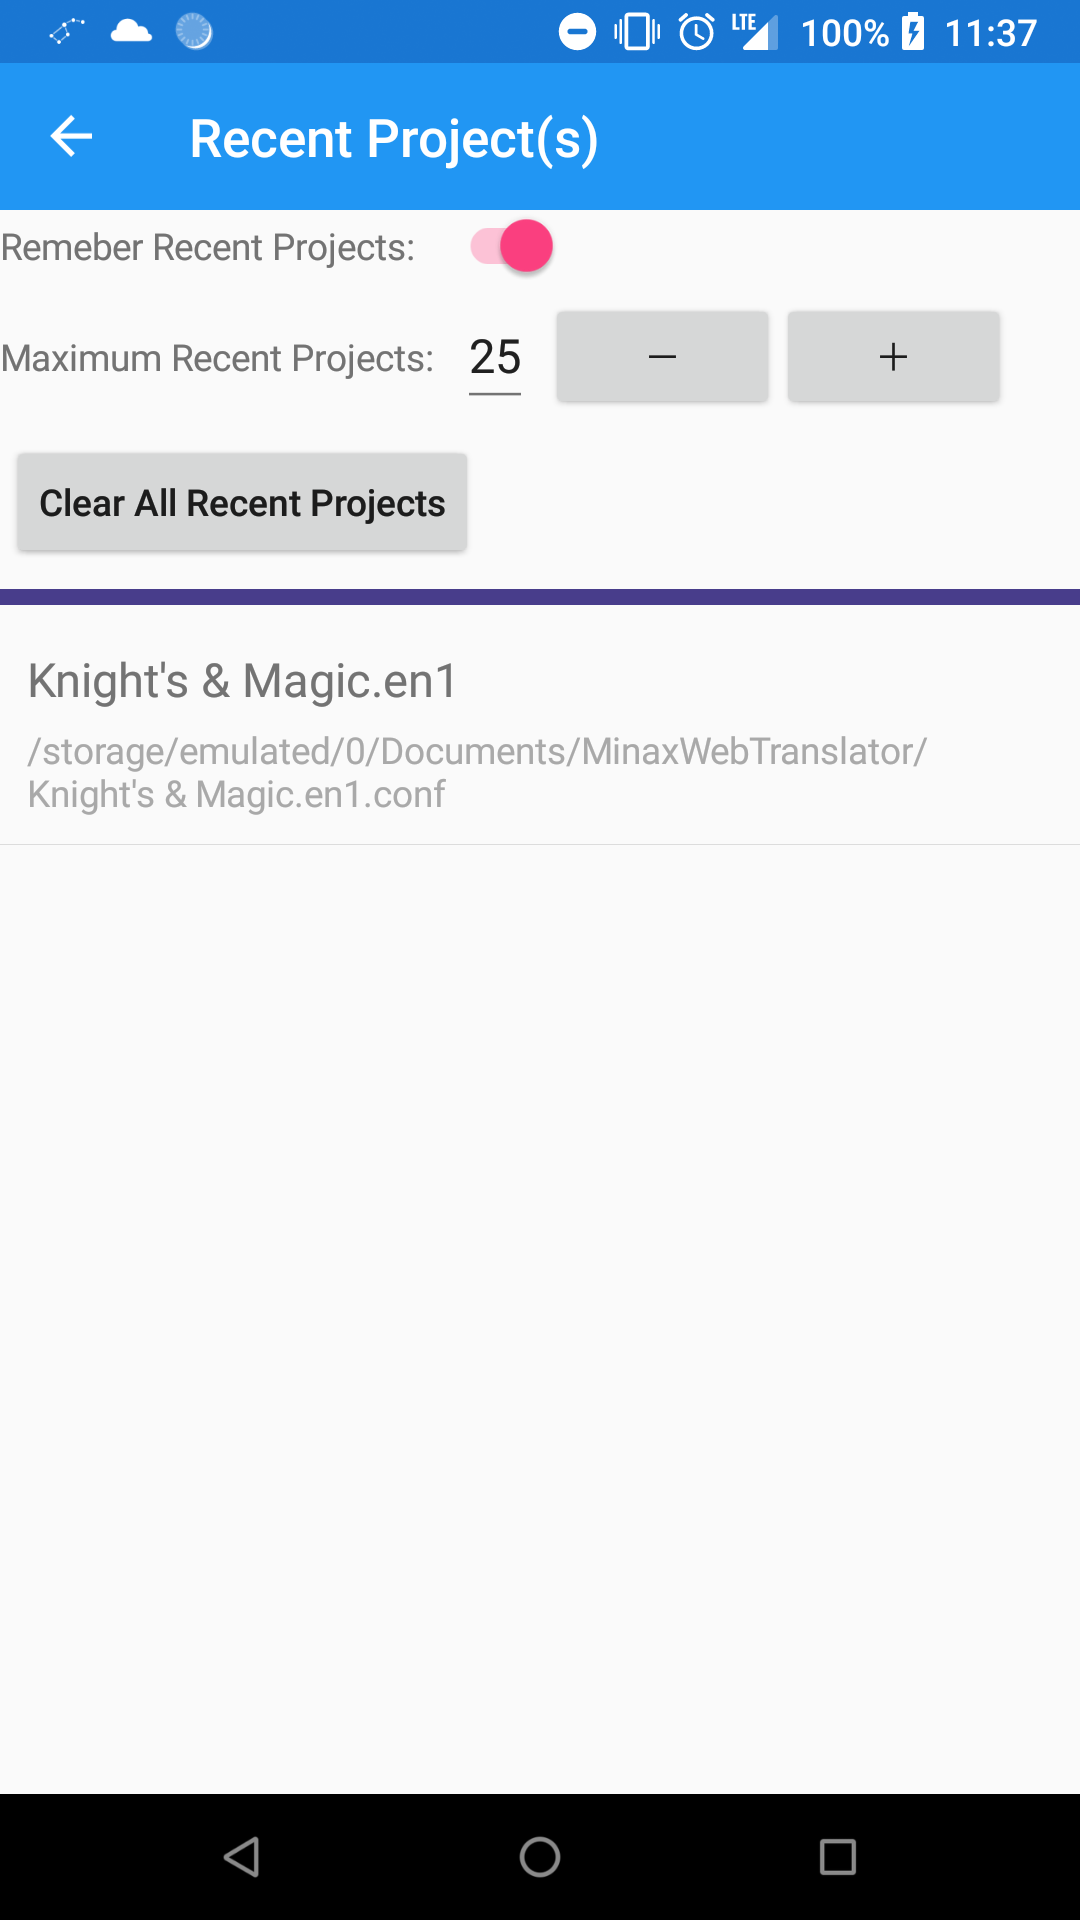 LTE 100% 11:37
Recent Project(s)
Remeber Recent Projects:
Maximum Recent Projects: 25 − +
Clear All Recent Projects
Knight's & Magic.en1
/storage/emulated/0/Documents/MinaxWebTranslator/
Knight's & Magic.en1.conf